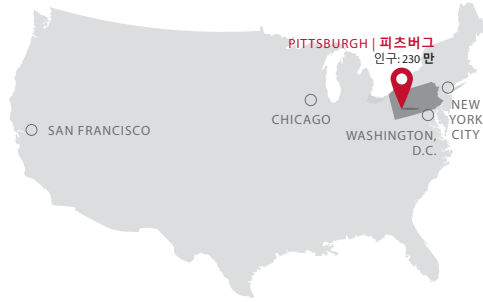 PITTSBURGH | 피츠버그
인구: 230 만
CHICAGO
SAN FRANCISCO
WASHINGTON,
D.C.
NEW
YORK
CITY